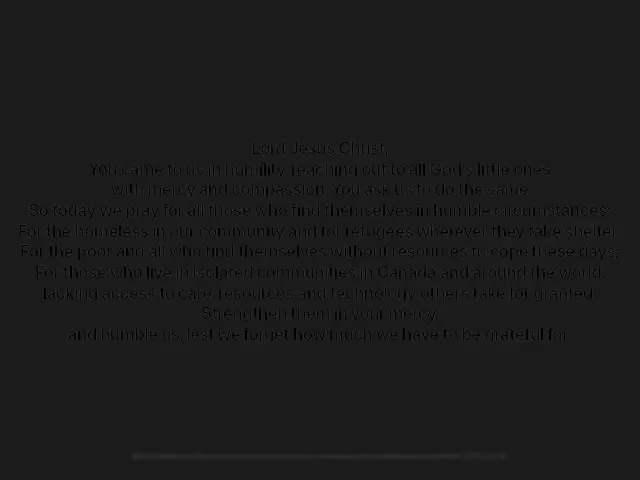 Lord Jesus Christ,
You came to us in humility, reaching out to all God's little ones
with mercy and compassion. You ask us to do the same.
So today we pray for all those who find themselves in humble circumstances:
For the homeless in our community and for refugees wherever they take shelter
For the poor and all who find themselves without resources to cope these days;
For those who live in isolated communities in Canada and around the world,
lacking access to care, resources and technology others take for granted.
Strengthen them in your mercy
and humble us, lest we forget how much we have to be grateful for.